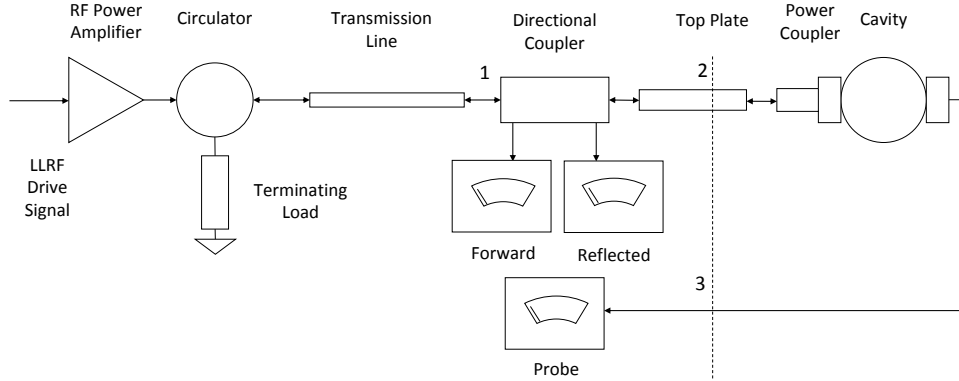 RF Power
Amplifier
Circulator
Transmission
Line
Directional
Coupler
Top Plate
Power
Coupler
Cavity
1
2
LLRF
Drive
Signal
Terminating
Load
Forward
Reflected
3
Probe